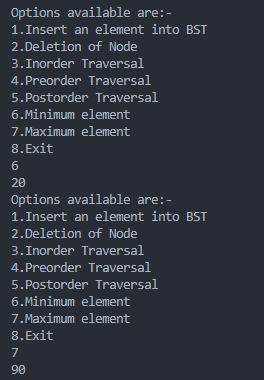 Options available are:-
1.Insert an element into BST
2.Deletion of Node
3.Inorder Traversal
4.Preorder Traversal
5.Postorder Traversal
6.Minimum element
7.Maximum element
8.Exit
6
20
Options available are:-
1.Insert an element into BST
2.Deletion of Node
3.Inorder Traversal
4.Preorder Traversal
5.Postorder Traversal
6.Minimum element
7.Maximum element
8.Exit
7
90